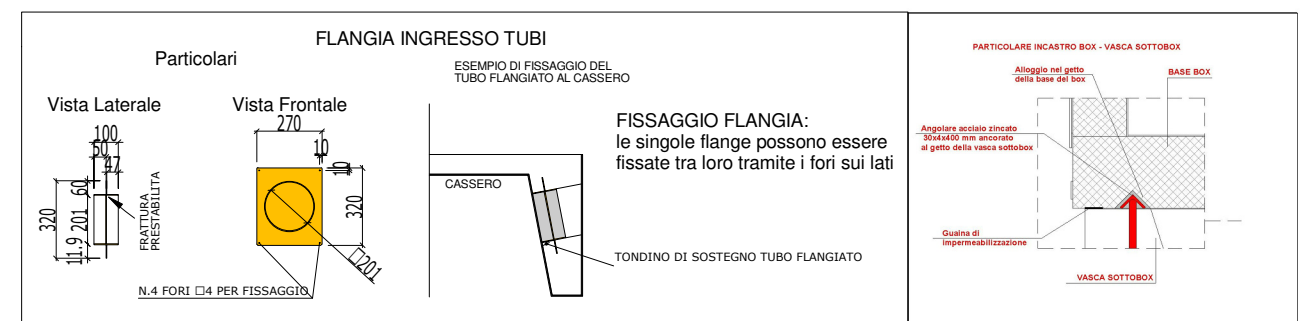 FLANGIA INGRESSO TUBI
Particolari
Vista Laterale
100
50
47
320
60
201
11.9
FRATTURA
PRESTABILITA
Vista Frontale
270
10
10
320
□201
N.4 FORI □4 PER FISSAGGIO
ESEMPIO DI FISSAGGIO DEL
TUBO FLANGIATO AL CASSERO
CASSERO
TONDINO DI SOSTEGNO TUBO FLANGIATO
FISSAGGIO FLANGIA:
le singole flange possono essere
fissate tra loro tramite i fori sui lati
PARTICOLARE INCASTRO BOX - VASCA SOTTOBOX
Alloggio nel getto
della base del box
BASE BOX
Angolare acciaio zincato
30x4x400 mm ancorato
al getto della vasca sottobox
Guaina di
impermeabilizzazione
VASCA SOTTOBOX